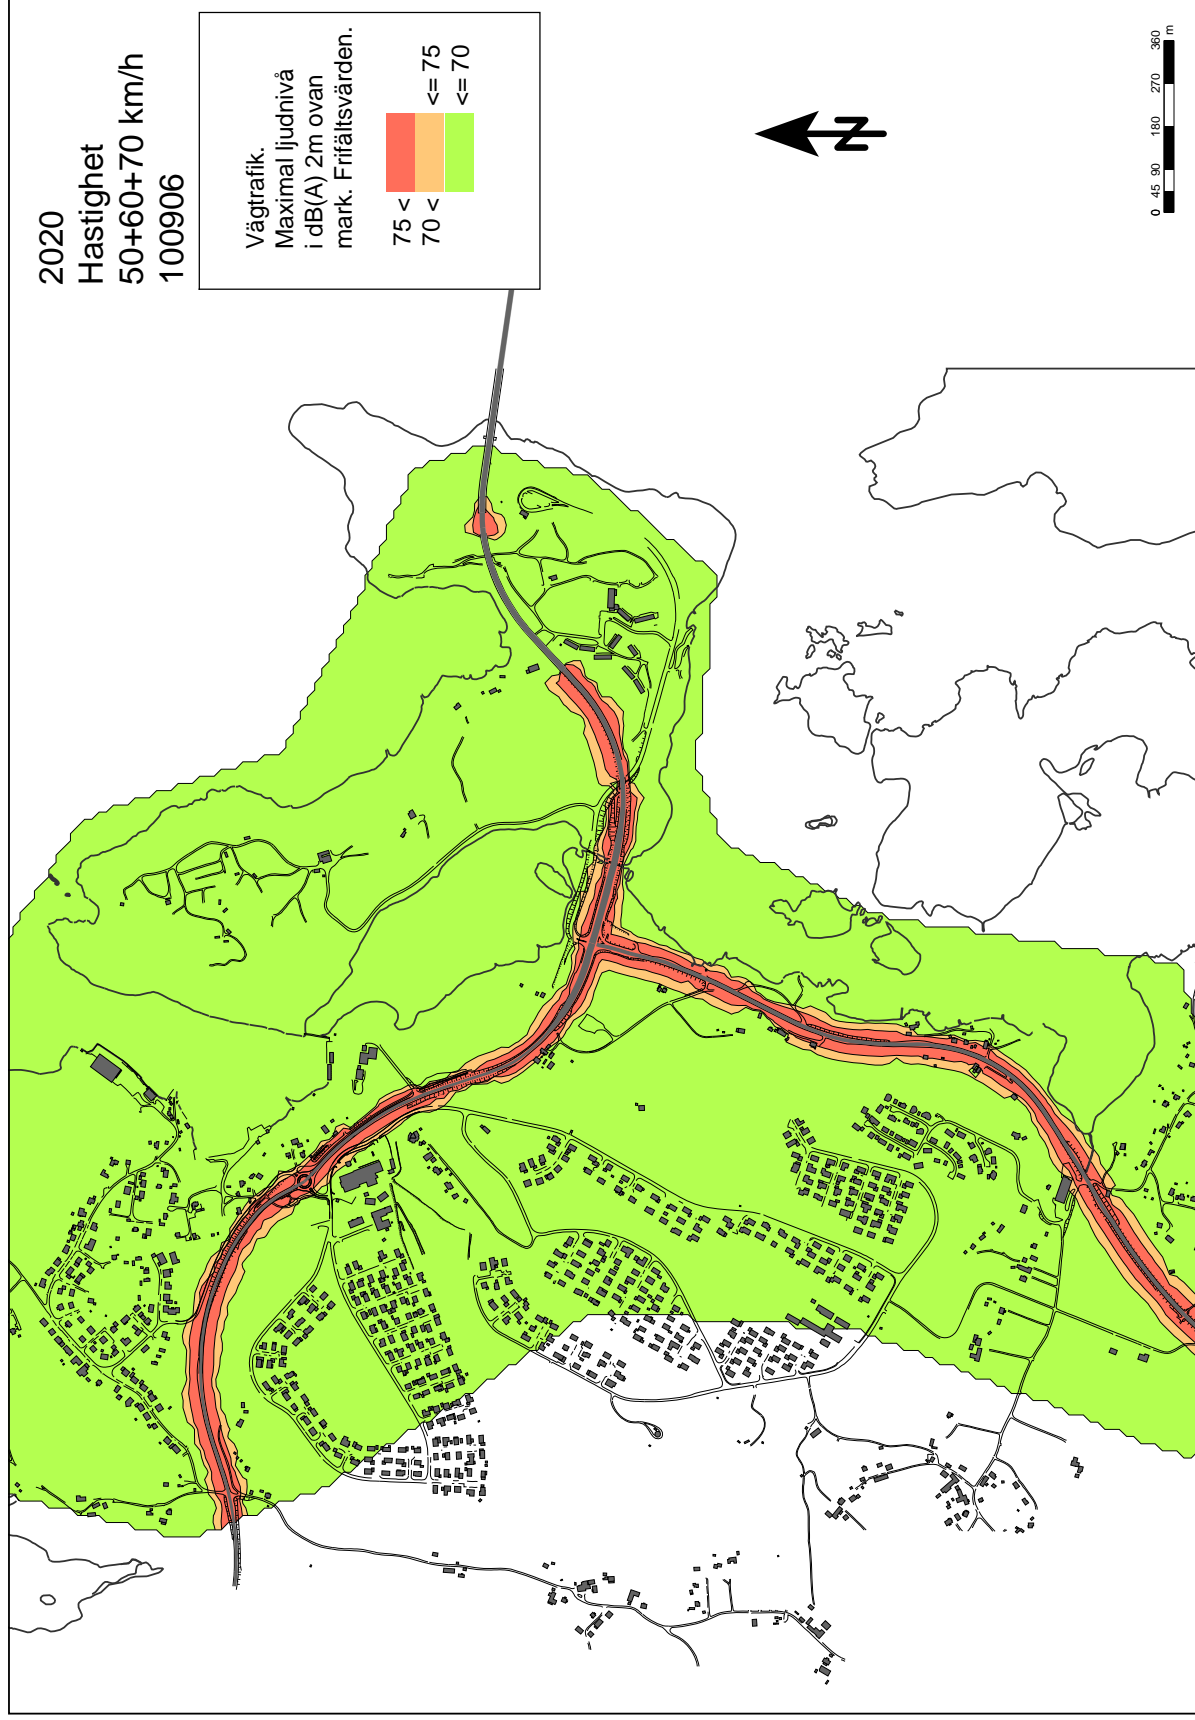 2020
Hastighet
50+60+70 km/h
100906
Vägtrafik.
Maximal ljudnivå
i dB(A) 2m ovan
mark. Frifältsvärden.
75 <
70 < <= 75
<= 70
N
0 45 90 180 270 360 m